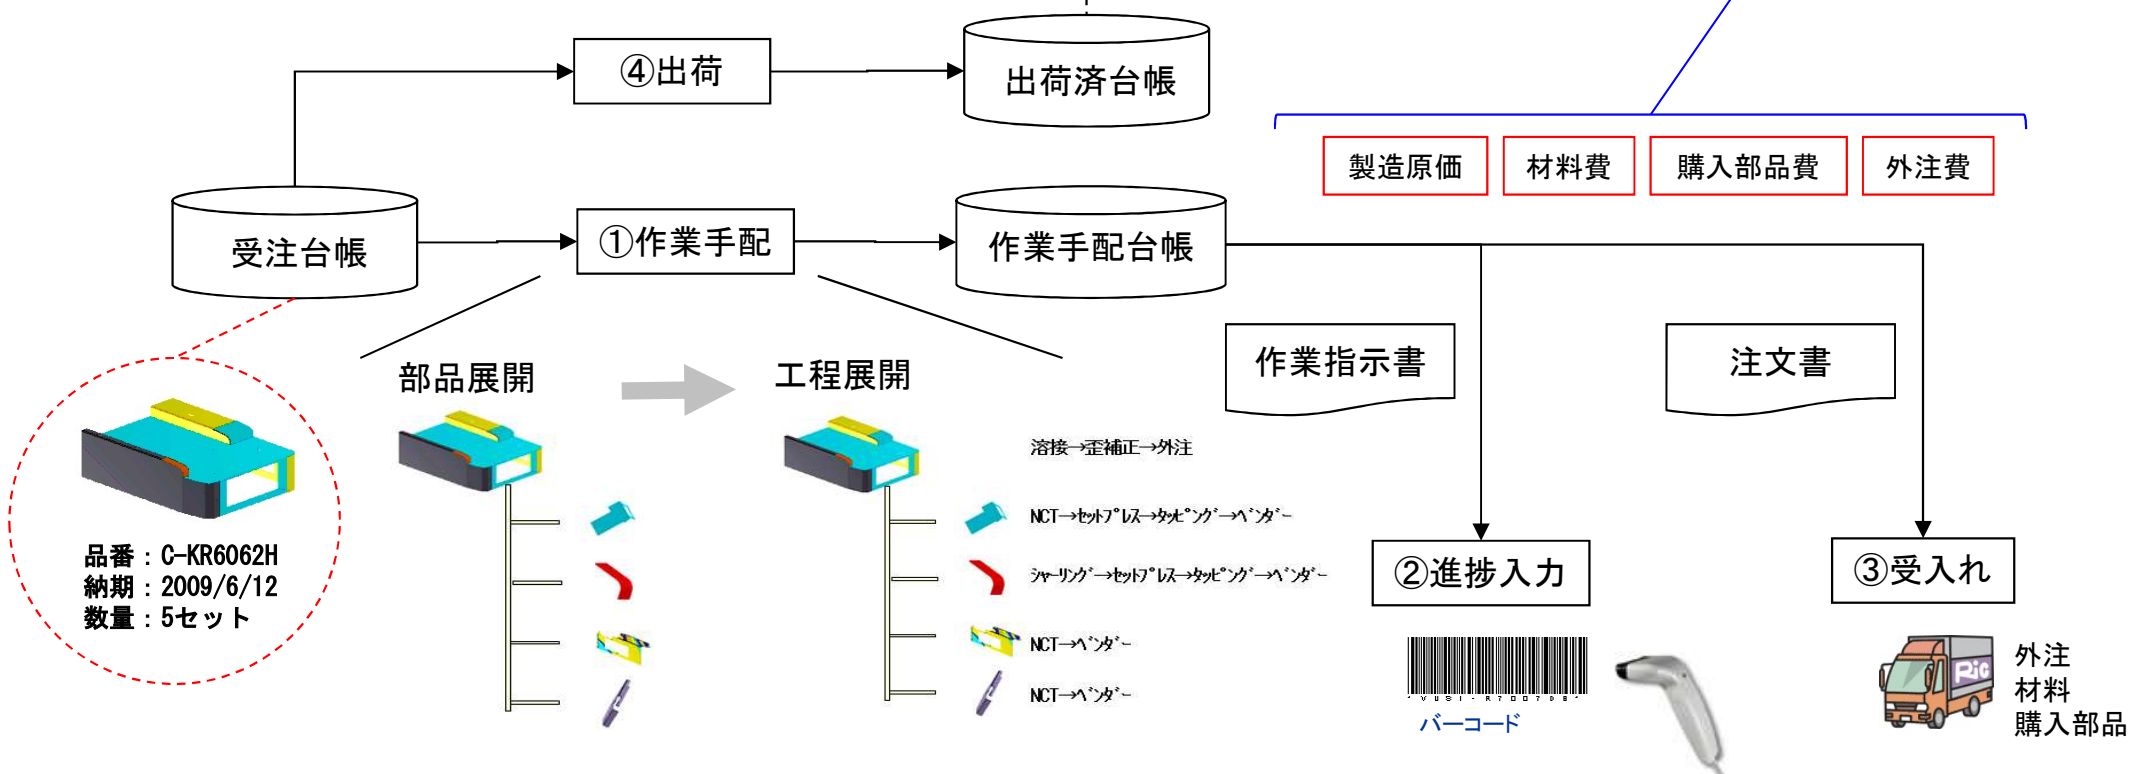 ④出荷
出荷済台帳
製造原価
材料費
購入部品費
外注費
受注台帳
①作業手配
作業手配台帳
部品展開
工程展開
作業指示書
注文書
溶接→歪補正→外注
NCT→セットプレス→タッピング→ベンダー
シャーリング→セットプレス→タッピング→ベンダー
NCT→ベンダー
NCT→ベンダー
品番：C-KR6062H
納期：2009/6/12
数量：5セット
②進捗入力
③受入れ
バーコード
Ric
外注
材料
購入部品